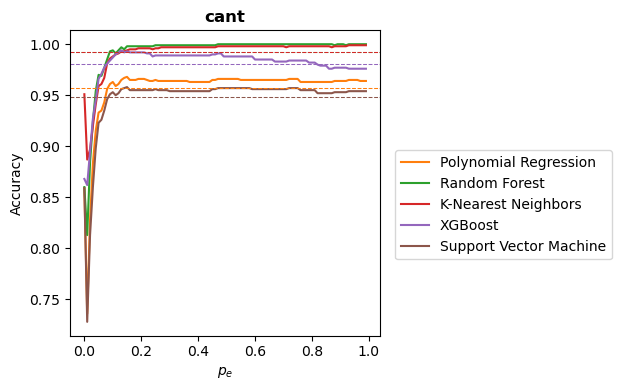 cant
Accuracy
1.00
0.95
0.90
0.85
0.80
0.75
0.0 0.2 0.4 0.6 0.8 1.0
pₑ
Polynomial Regression
Random Forest
K-Nearest Neighbors
XGBoost
Support Vector Machine